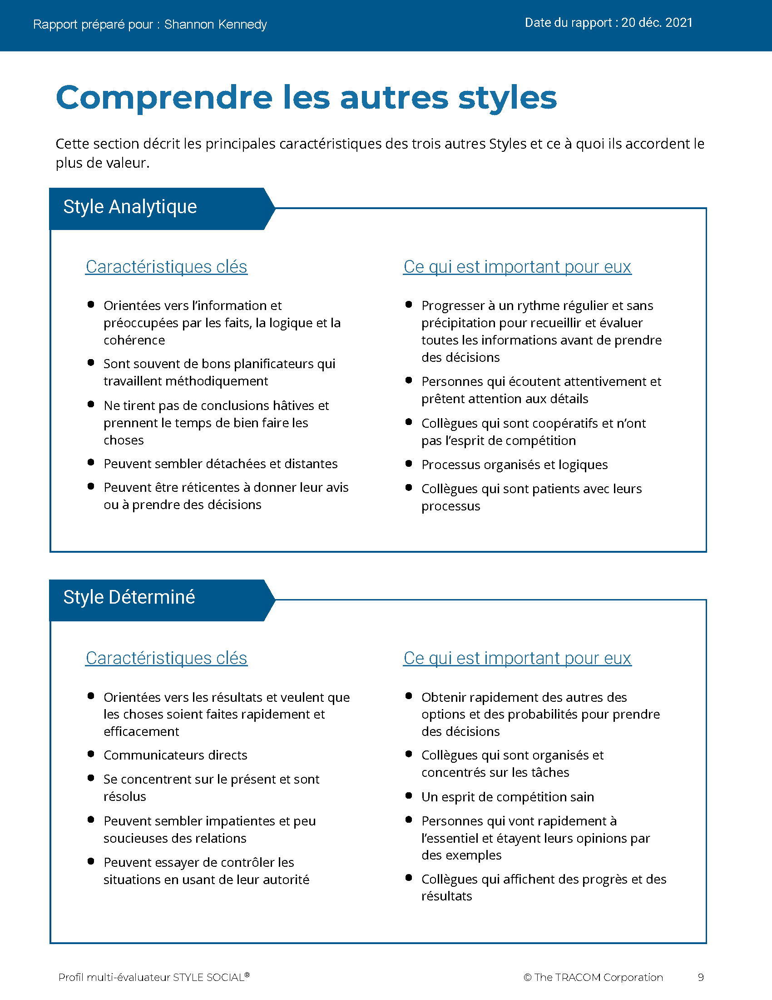 Rapport préparé pour : Shannon Kennedy
Date du rapport : 20 déc. 2021
Comprendre les autres styles
Cette section décrit les principales caractéristiques des trois autres Styles et ce à quoi ils accordent le
plus de valeur.
Style Analytique
Caractéristiques clés
• Orientées vers l’information et
préoccupées par les faits, la logique et la
cohérence
• Sont souvent de bons planificateurs qui
travaillent méthodiquement
• Ne tirent pas de conclusions hâtives et
prennent le temps de bien faire les
choses
• Peuvent sembler détachées et distantes
• Peuvent être réticentes à donner leur avis
ou à prendre des décisions
Ce qui est important pour eux
• Progresser à un rythme régulier et sans
précipitation pour recueillir et évaluer
toutes les informations avant de prendre
des décisions
• Personnes qui écoutent attentivement et
prêtent attention aux détails
• Collègues qui sont coopératifs et n’ont
pas l’esprit de compétition
• Processus organisés et logiques
• Collègues qui sont patients avec leurs
processus
Style Déterminé
Caractéristiques clés
• Orientées vers les résultats et veulent que
les choses soient faites rapidement et
efficacement
• Communicateurs directs
• Se concentrent sur le présent et sont
résolus
• Peuvent sembler impatientes et peu
soucieuses des relations
• Peuvent essayer de contrôler les
situations en usant de leur autorité
Ce qui est important pour eux
• Obtenir rapidement des autres des
options et des probabilités pour prendre
des décisions
• Collègues qui sont organisés et
concentrés sur les tâches
• Un esprit de compétition sain
• Personnes qui vont rapidement à
l’essentiel et étayent leurs opinions par
des exemples
• Collègues qui affichent des progrès et des
résultats
Profil multi-évaluateur STYLE SOCIAL®
© The TRACOM Corporation
9